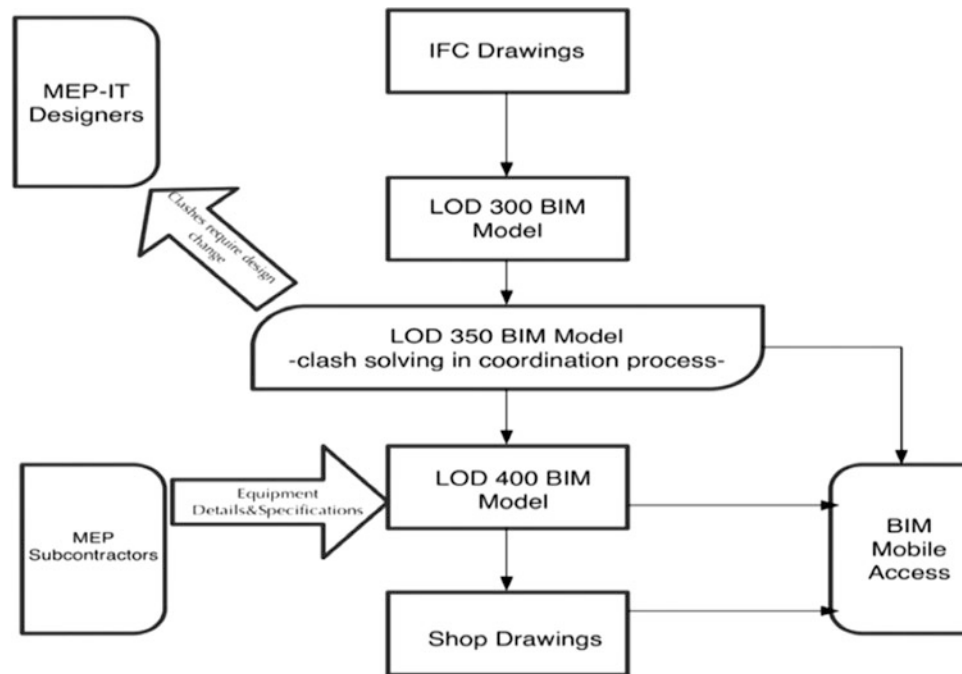 IFC Drawings
MEP-IT
Designers
LOD 300 BIM
Model
Clashes require design
change
LOD 350 BIM Model
-clash solving in coordination process-
LOD 400 BIM
Model
Equipment
Details&Specifications
MEP
Subcontractors
BIM
Mobile
Access
Shop Drawings